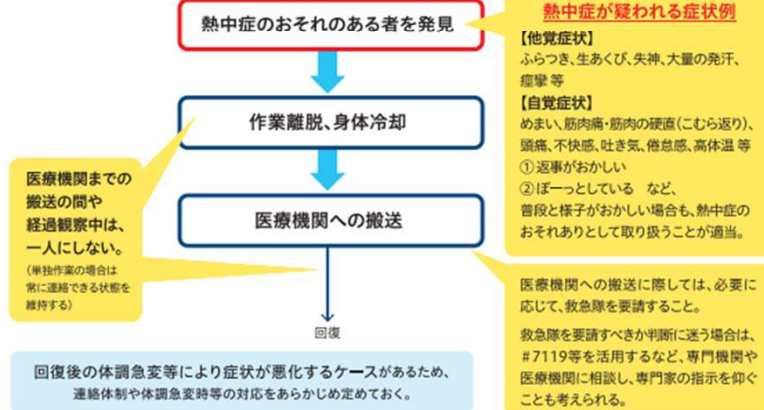 熱中症のおそれのある者を発見
作業離脱、身体冷却
医療機関への搬送
回復
医療機関までの
搬送の間や
経過観察中は、
一人にしない。
(単独作業の場合は
常に連絡できる状態を
維持する)
熱中症が疑われる症状例
【他覚症状】
ふらつき、生あくび、失神、大量の発汗、
痙攣 等
【自覚症状】
めまい、筋肉痛・筋肉の硬直(こむら返り)、
頭痛、不快感、吐き気、倦怠感、高体温 等
①返事がおかしい
②ぼーっとしている など、
普段と様子がおかしい場合も、熱中症の
おそれありとして取り扱うことが適当。
医療機関への搬送に際しては、必要に
応じて、救急隊を要請すること。
救急隊を要請すべきか判断に迷う場合は、
#7119等を活用するなど、専門機関や
医療機関に相談し、専門家の指示を仰ぐ
ことも考えられる。
回復後の体調急変等により症状が悪化するケースがあるため、
連絡体制や体調急変時等の対応をあらかじめ定めておく。